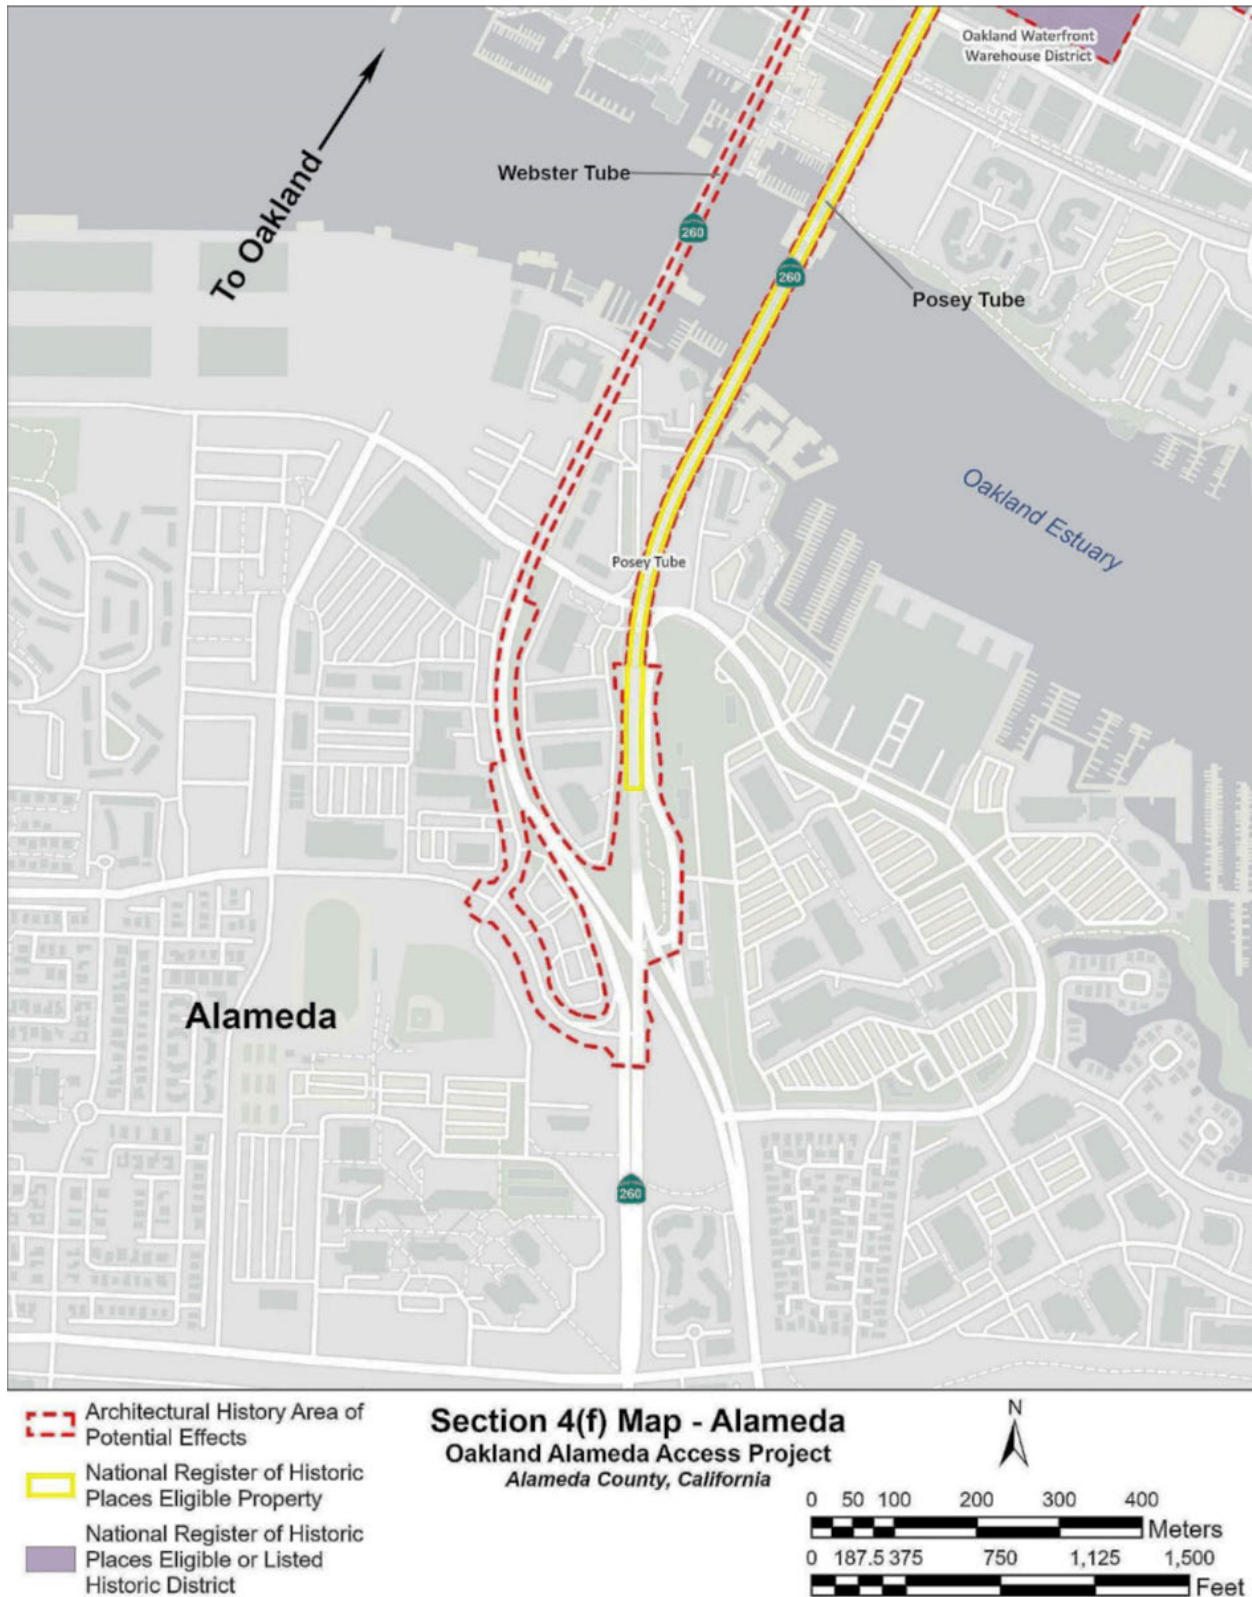 Oakland Waterfront
Warehouse District
To Oakland
Webster Tube
260
260
Posey Tube
Oakland Estuary
Posey Tube
Alameda
260
Architectural History Area of
Potential Effects
National Register of Historic
Places Eligible Property
National Register of Historic
Places Eligible or Listed
Historic District
Section 4(f) Map - Alameda
Oakland Alameda Access Project
Alameda County, California
N
0 50 100 200 300 400
Meters
0 187.5 375 750 1,125 1,500
Feet